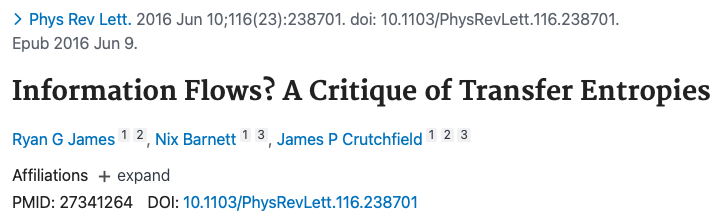 > Phys Rev Lett. 2016 Jun 10;116(23):238701. doi: 10.1103/PhysRevLett.116.238701.
Epub 2016 Jun 9.
Information Flows? A Critique of Transfer Entropies
Ryan G James 1 2, Nix Barnett 1 3, James P Crutchfield 1 2 3
Affiliations + expand
PMID: 27341264 DOI: 10.1103/PhysRevLett.116.238701